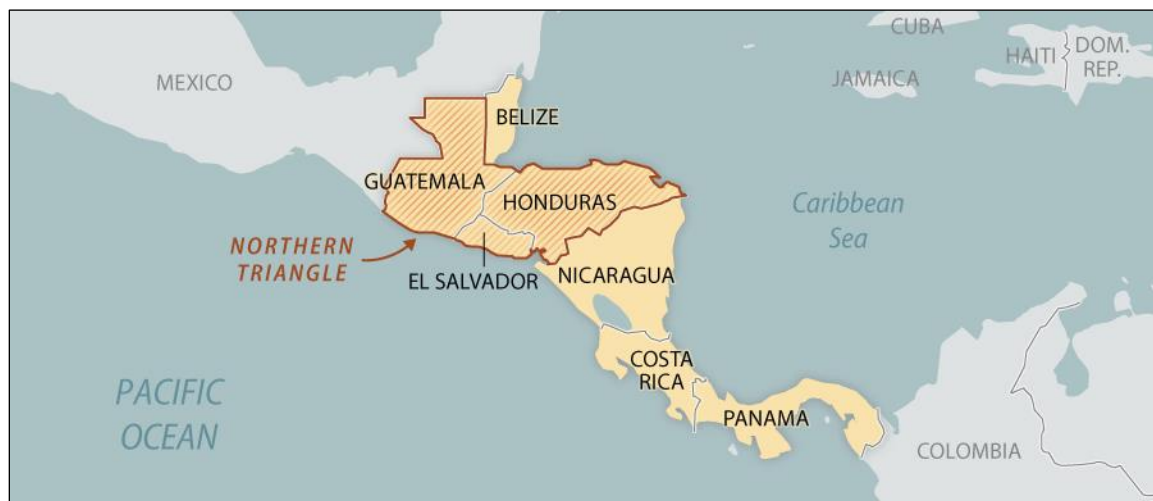 CUBA
HAITI
DOM.
REP.
MEXICO
JAMAICA
BELIZE
GUATEMALA
HONDURAS
Caribbean
Sea
NORTHERN
TRIANGLE
EL SALVADOR
NICARAGUA
COSTA
RICA
PACIFIC
OCEAN
PANAMA
COLOMBIA